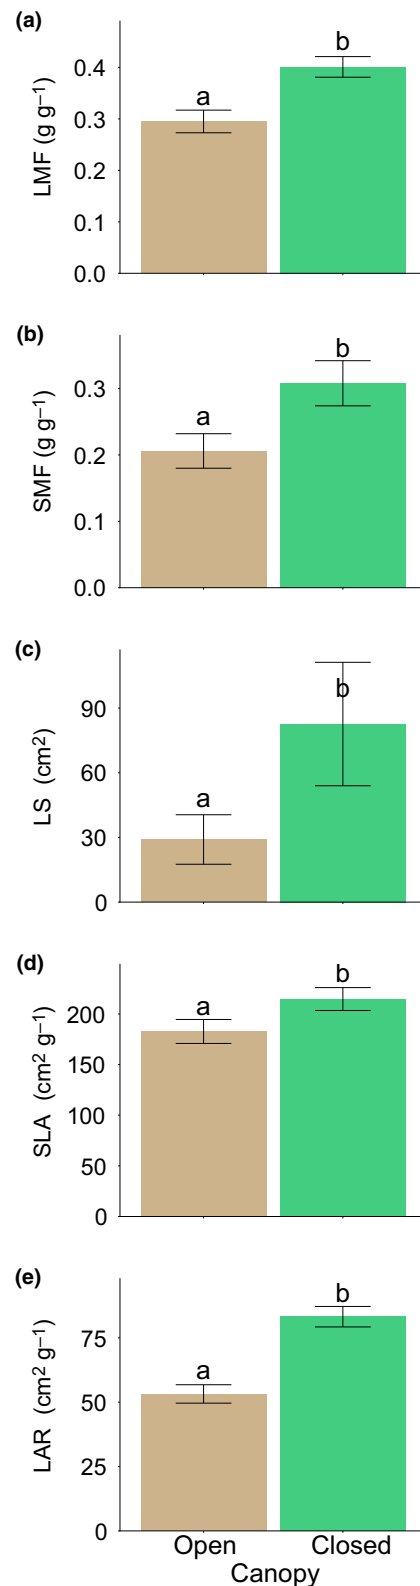 (a)
LMF (g g⁻¹)
0.4
0.3
0.2
0.1
0.0
a
b
(b)
SMF (g g⁻¹)
0.3
0.2
0.1
0.0
a
b
(c)
LS (cm²)
90
60
30
0
a
b
(d)
SLA (cm² g⁻¹)
200
150
100
50
0
a
b
(e)
LAR (cm² g⁻¹)
75
50
25
0
a
b
Open Closed
Canopy